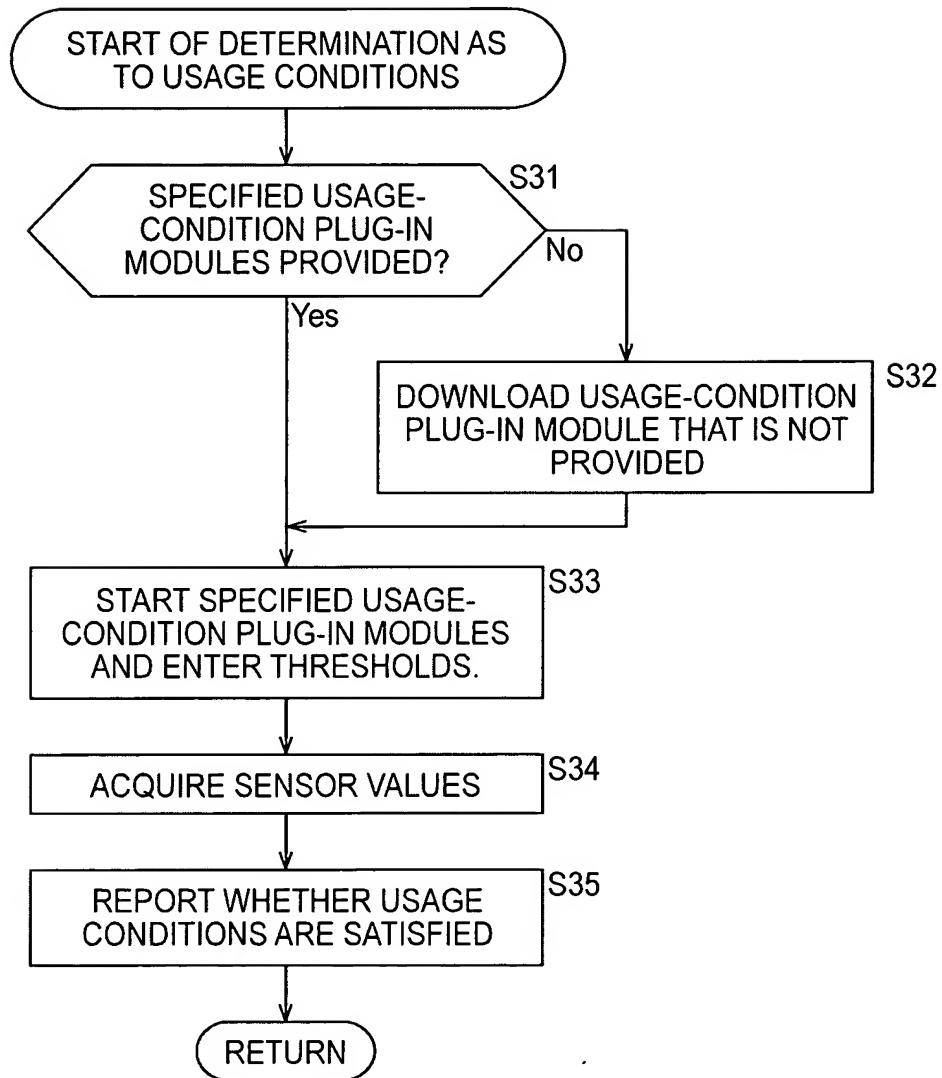 START OF DETERMINATION AS
TO USAGE CONDITIONS
S31
SPECIFIED USAGE-
CONDITION PLUG-IN
MODULES PROVIDED?
No
Yes
S32
DOWNLOAD USAGE-CONDITION
PLUG-IN MODULE THAT IS NOT
PROVIDED
S33
START SPECIFIED USAGE-
CONDITION PLUG-IN MODULES
AND ENTER THRESHOLDS.
S34
ACQUIRE SENSOR VALUES
S35
REPORT WHETHER USAGE
CONDITIONS ARE SATISFIED
RETURN